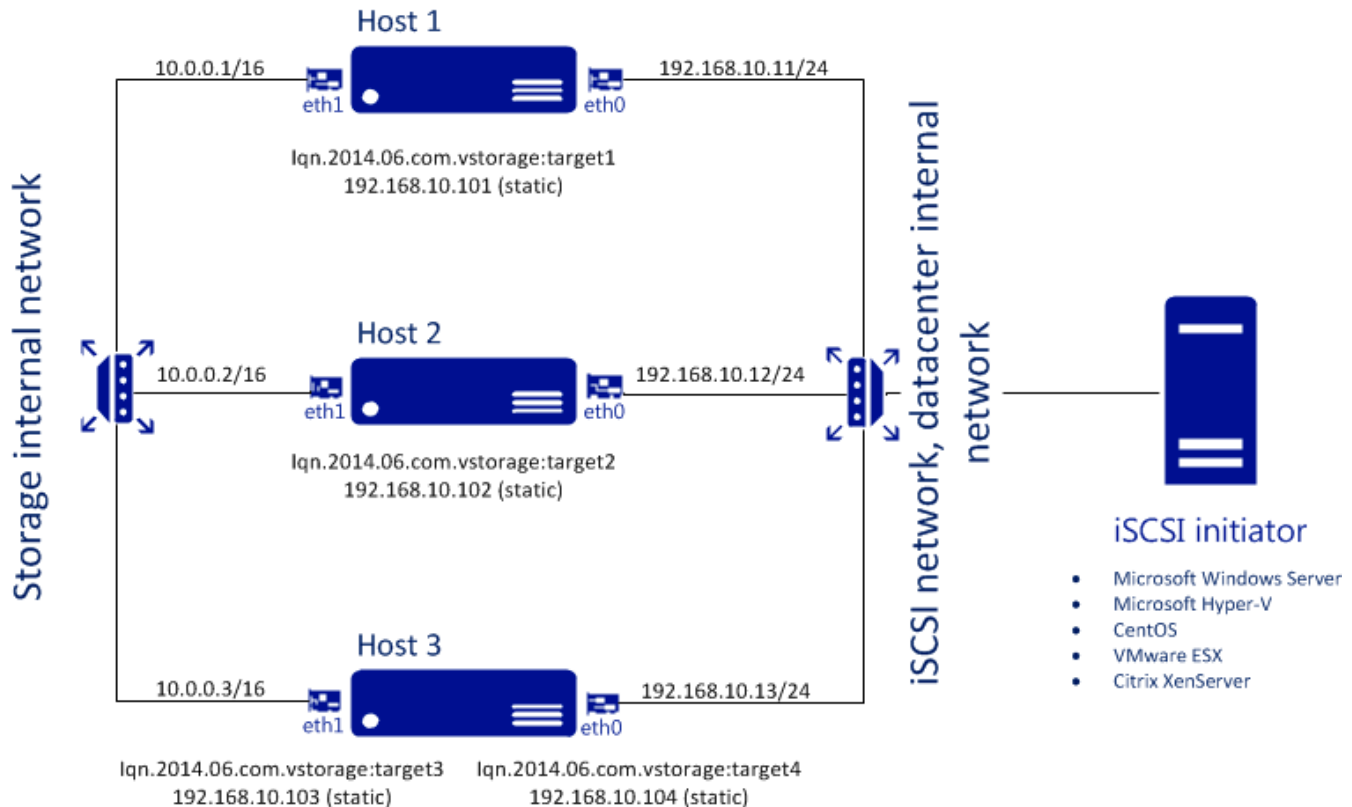 Host 1
10.0.0.1/16
192.168.10.11/24
eth1
eth0
Iqn.2014.06.com.vstorage:target1
192.168.10.101 (static)
Storage internal network
Host 2
10.0.0.2/16
192.168.10.12/24
eth1
eth0
Iqn.2014.06.com.vstorage:target2
192.168.10.102 (static)
iSCSI network, datacenter internal
network
iSCSI initiator
• Microsoft Windows Server
• Microsoft Hyper-V
• CentOS
• VMware ESX
• Citrix XenServer
Host 3
10.0.0.3/16
192.168.10.13/24
eth1
eth0
Iqn.2014.06.com.vstorage:target3
192.168.10.103 (static)
Iqn.2014.06.com.vstorage:target4
192.168.10.104 (static)